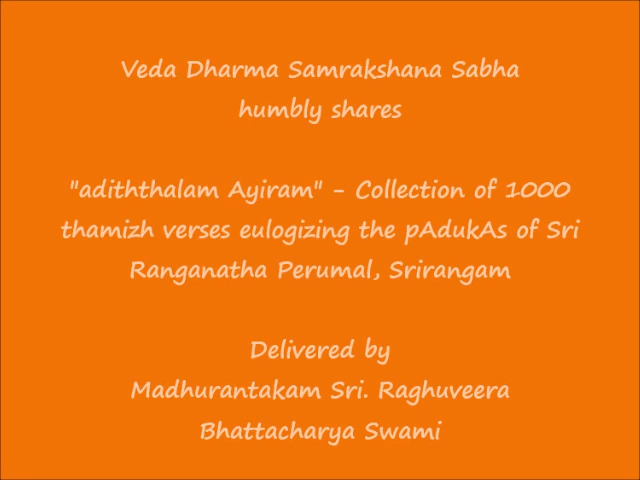 Veda Dharma Samrakshana Sabha
humbly shares
"adiththalam Ayiram" - Collection of 1000
thamizh verses eulogizing the pAdukAs of Sri
Ranganatha Perumal, Srirangam
Delivered by
Madhurantakam Sri. Raghuveera
Bhattacharya Swami